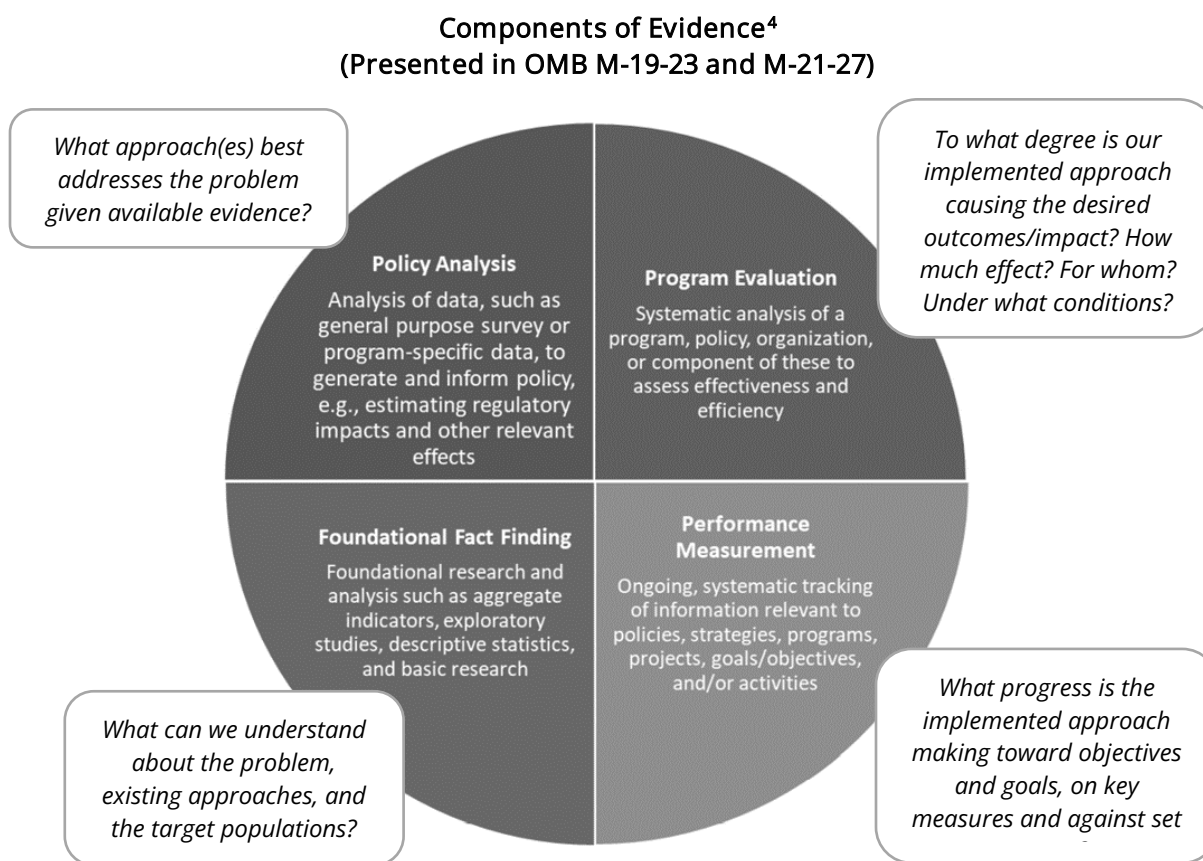 Components of Evidence⁴
(Presented in OMB M-19-23 and M-21-27)
What approach(es) best
addresses the problem
given available evidence?
To what degree is our
implemented approach
causing the desired
outcomes/impact? How
much effect? For whom?
Under what conditions?
Policy Analysis
Analysis of data, such as
general purpose survey or
program-specific data, to
generate and inform policy,
e.g., estimating regulatory
impacts and other relevant
effects
Program Evaluation
Systematic analysis of a
program, policy, organization,
or component of these to
assess effectiveness and
efficiency
Foundational Fact Finding
Foundational research and
analysis such as aggregate
indicators, exploratory
studies, descriptive statistics,
and basic research
Performance
Measurement
Ongoing, systematic tracking
of information relevant to
policies, strategies, programs,
projects, goals/objectives,
and/or activities
What can we understand
about the problem,
existing approaches, and
the target populations?
What progress is the
implemented approach
making toward objectives
and goals, on key
measures and against set